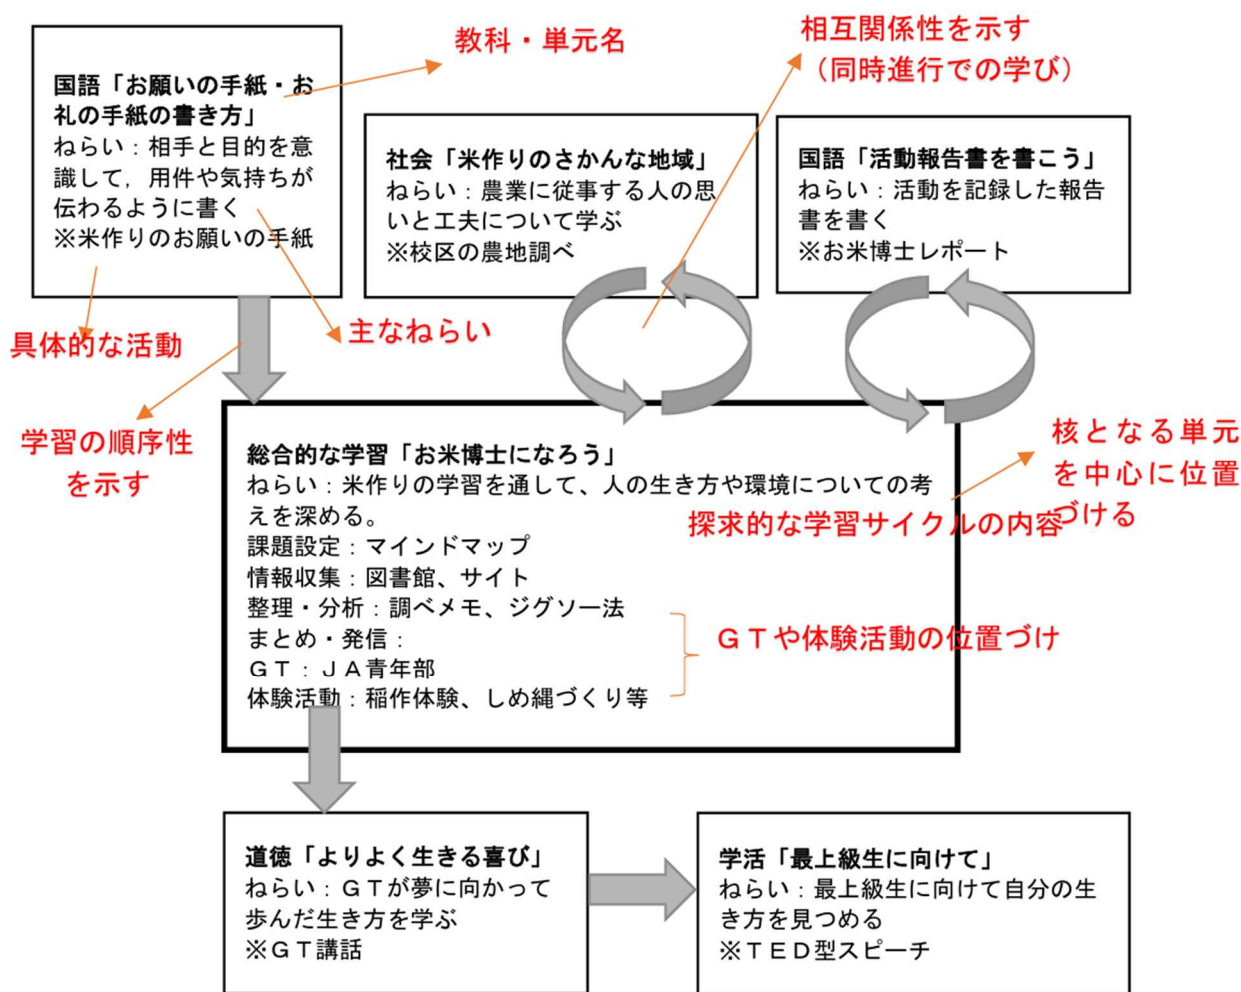 教科・単元名
相互関係性を示す
（同時進行での学び）
国語「お願いの手紙・お
礼の手紙の書き方」
ねらい：相手と目的を意
識して，用件や気持ちが
伝わるように書く
※米作りのお願いの手紙
社会「米作りのさかんな地域」
ねらい：農業に従事する人の思
いと工夫について学ぶ
※校区の農地調べ
国語「活動報告書を書こう」
ねらい：活動を記録した報告
書を書く
※お米博士レポート
具体的な活動
主なねらい
学習の順序性
を示す
核となる単元
を中心に位置
づける
総合的な学習「お米博士になろう」
ねらい：米作りの学習を通して、人の生き方や環境についての考
えを深める。
探求的な学習サイクルの内容
課題設定：マインドマップ
情報収集：図書館、サイト
整理・分析：調べメモ、ジグソー法
まとめ・発信：
ＧＴ：ＪＡ青年部
体験活動：稲作体験、しめ縄づくり等
ＧＴや体験活動の位置づけ
道徳「よりよく生きる喜び」
ねらい：ＧＴが夢に向かって
歩んだ生き方を学ぶ
※ＧＴ講話
学活「最上級生に向けて」
ねらい：最上級生に向けて自分の生
き方を見つめる
※ＴＥＤ型スピーチ